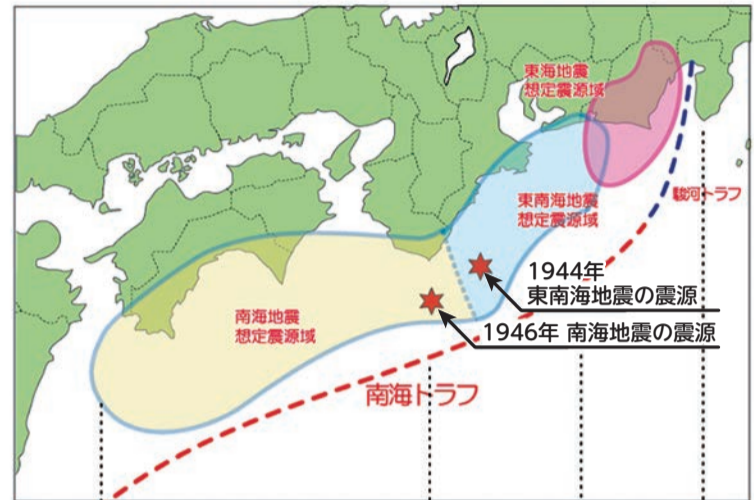 東海地震
想定震源域
東南海地震
想定震源域
駿河トラフ
1944年
東南海地震の震源
南海地震
想定震源域
1946年 南海地震の震源
南海トラフ